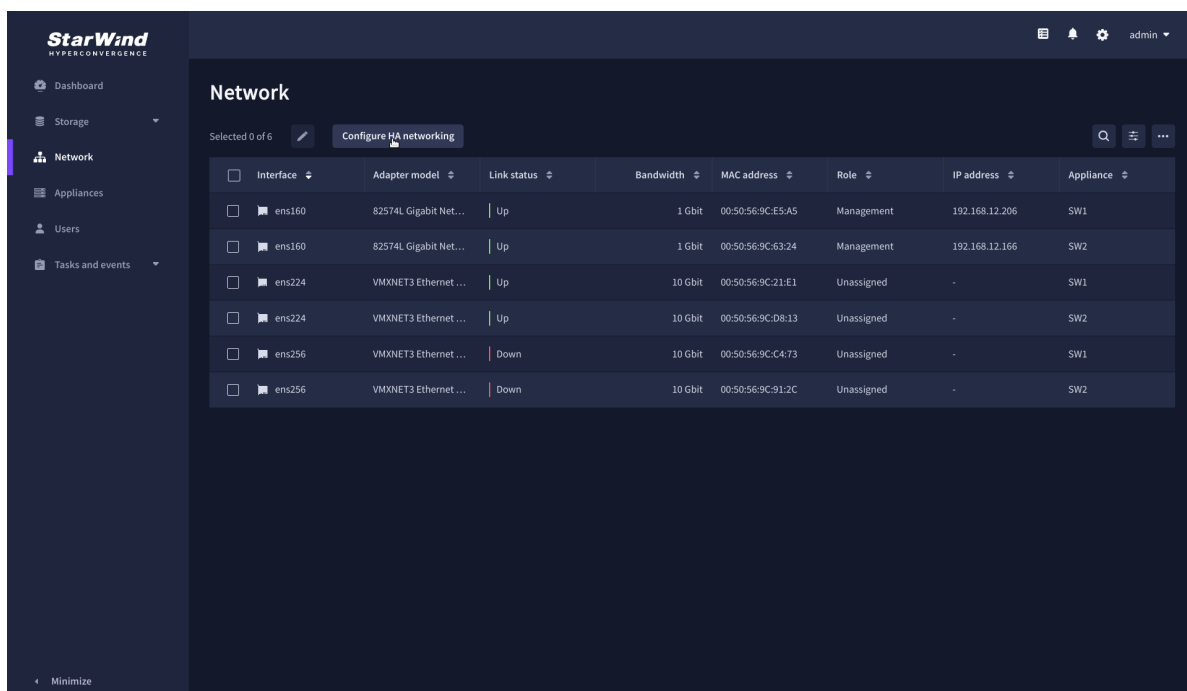 StarWind
HYPERCONVERGENCE
admin
Dashboard
Storage
Network
Appliances
Users
Tasks and events
Minimize
Network
Selected 0 of 6 Configure HA networking
Interface Adapter model Link status Bandwidth MAC address Role IP address Appliance
ens160 82574L Gigabit Net... Up 1 Gbit 00:50:56:9C:E5:A5 Management 192.168.12.206 SW1
ens160 82574L Gigabit Net... Up 1 Gbit 00:50:56:9C:63:24 Management 192.168.12.166 SW2
ens224 VMXNET3 Ethernet ... Up 10 Gbit 00:50:56:9C:21:E1 Unassigned - SW1
ens224 VMXNET3 Ethernet ... Up 10 Gbit 00:50:56:9C:D8:13 Unassigned - SW2
ens256 VMXNET3 Ethernet ... Down 10 Gbit 00:50:56:9C:C4:73 Unassigned - SW1
ens256 VMXNET3 Ethernet ... Down 10 Gbit 00:50:56:9C:91:2C Unassigned - SW2